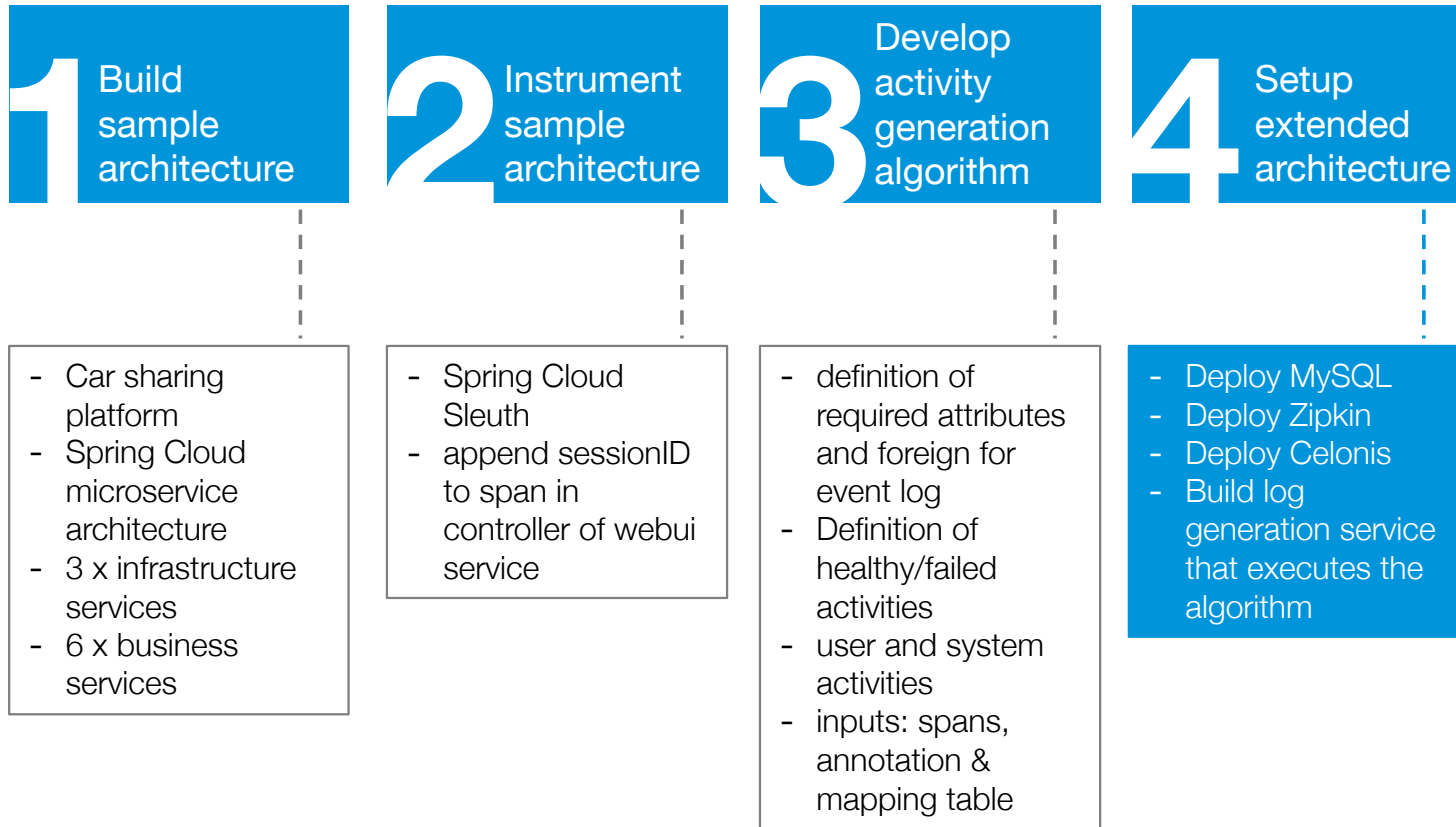 1
Build
sample
architecture
2
Instrument
sample
architecture
3
Develop
activity
generation
algorithm
4
Setup
extended
architecture
- Car sharing
platform
- Spring Cloud
microservice
architecture
- 3 x infrastructure
services
- 6 x business
services
- Spring Cloud
Sleuth
- append sessionID
to span in
controller of webui
service
- definition of
required attributes
and foreign for
event log
- Definition of
healthy/failed
activities
- user and system
activities
- inputs: spans,
annotation &
mapping table
- Deploy MySQL
- Deploy Zipkin
- Deploy Celonis
- Build log
generation service
that executes the
algorithm